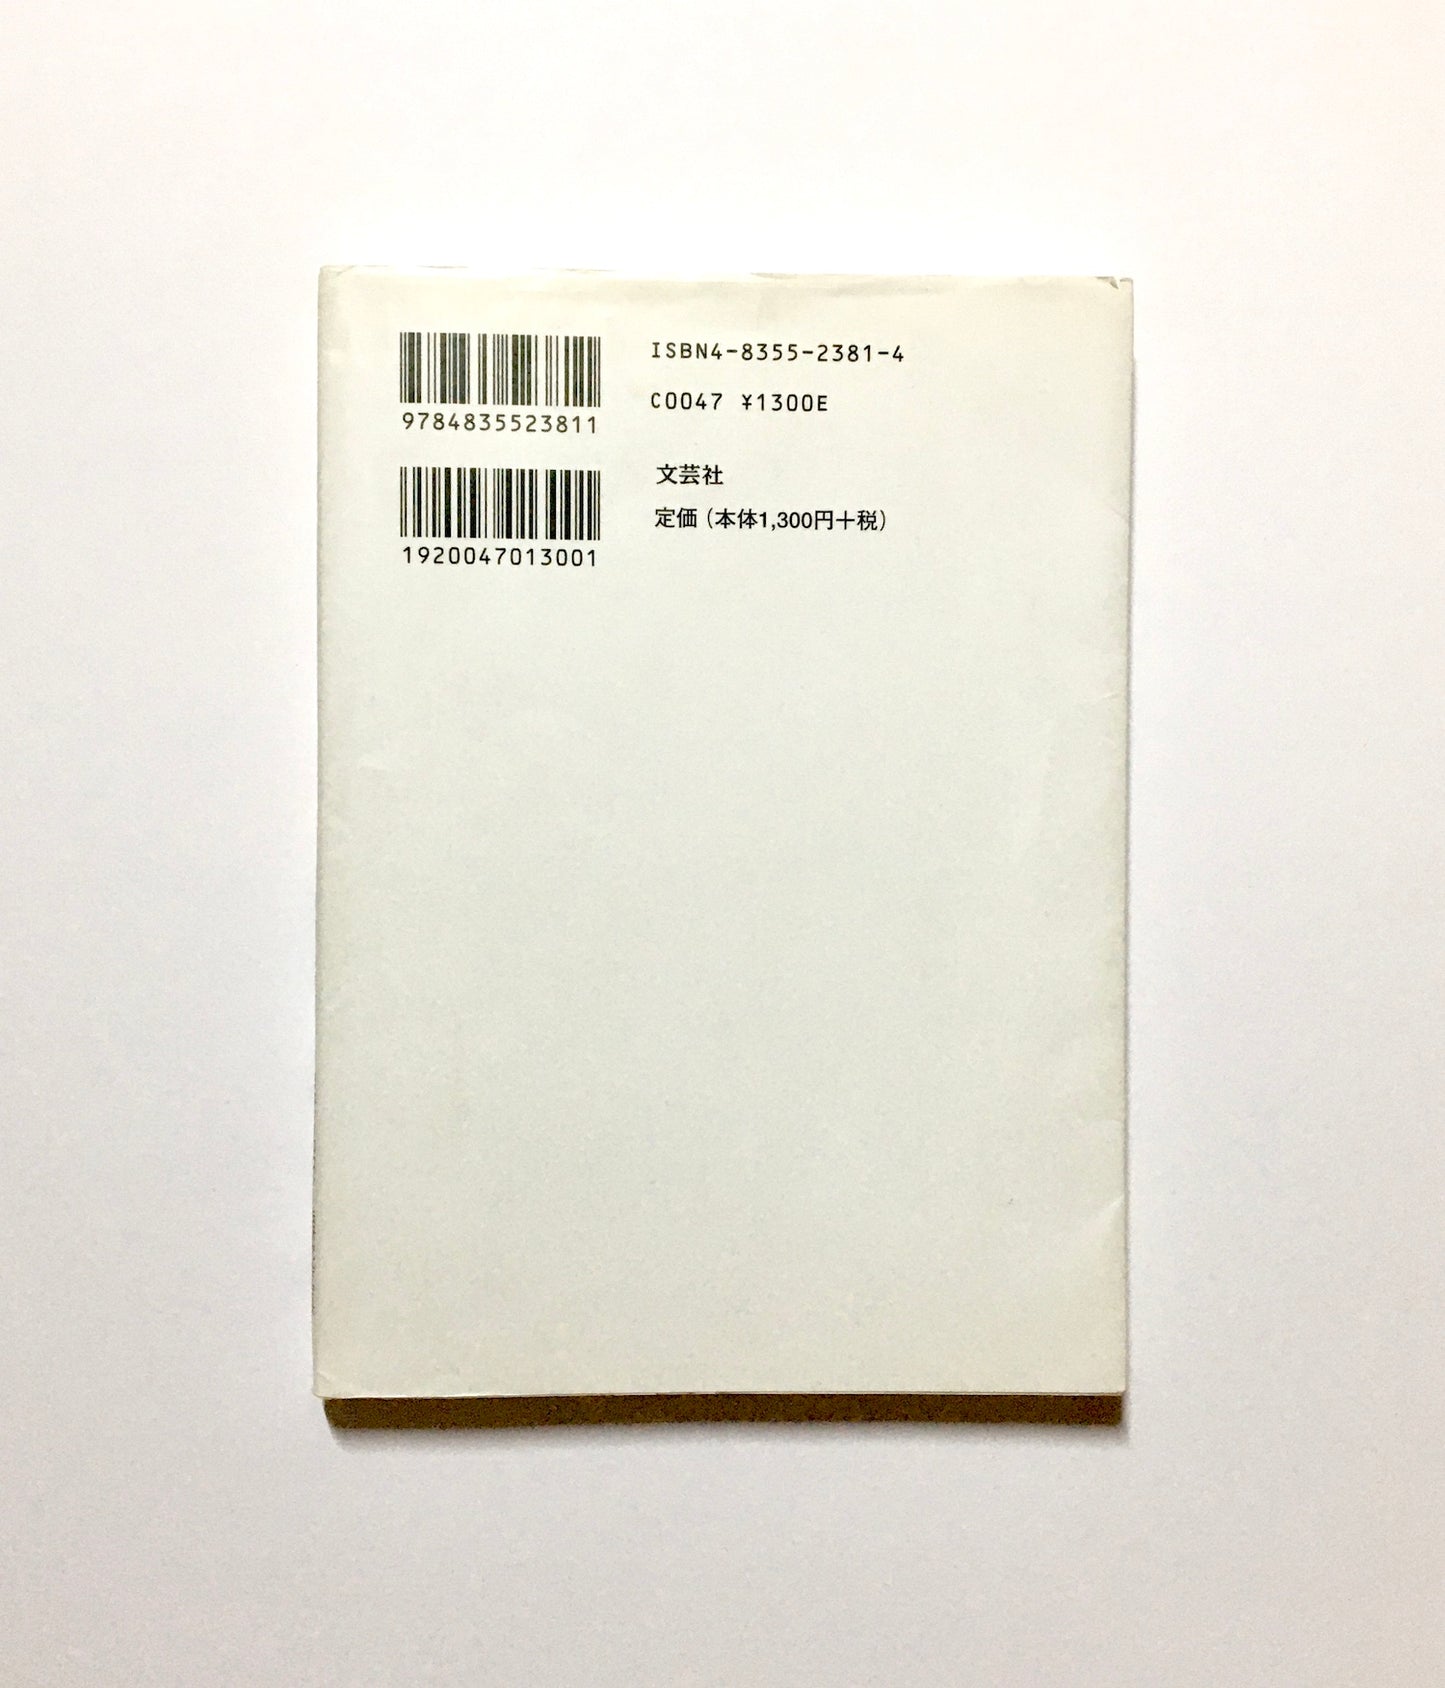 9784835523811
1920047013001
ISBN4-8355-2381-4
C0047 ¥1300E
文芸社
定価（本体1,300円＋税）